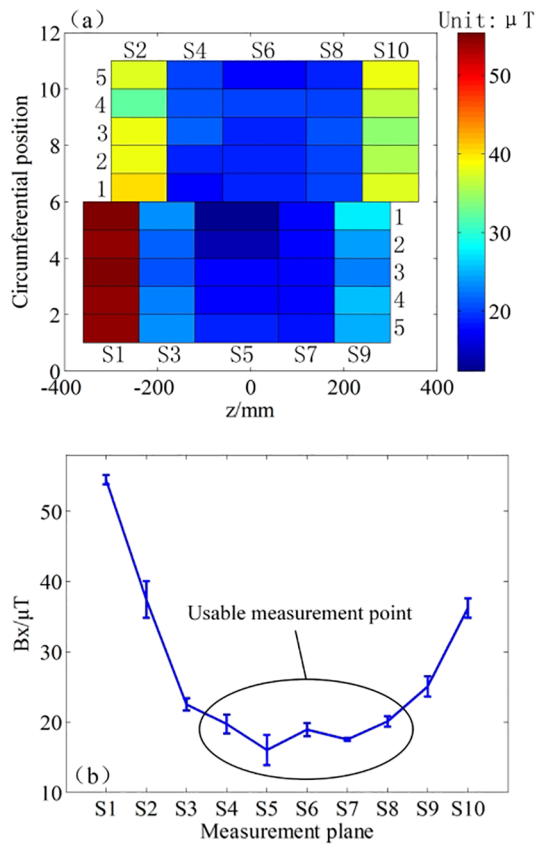 (a)
Unit: μT
12
10
8
6
4
2
0
Circumferential position
S2 S4 S6 S8 S10
5
4
3
2
1
1
2
3
4
5
S1 S3 S5 S7 S9
-400 -200 0 200 400
z/mm
50
40
30
20
50
40
30
20
10
Bx/μT
Usable measurement point
(b)
S1 S2 S3 S4 S5 S6 S7 S8 S9 S10
Measurement plane